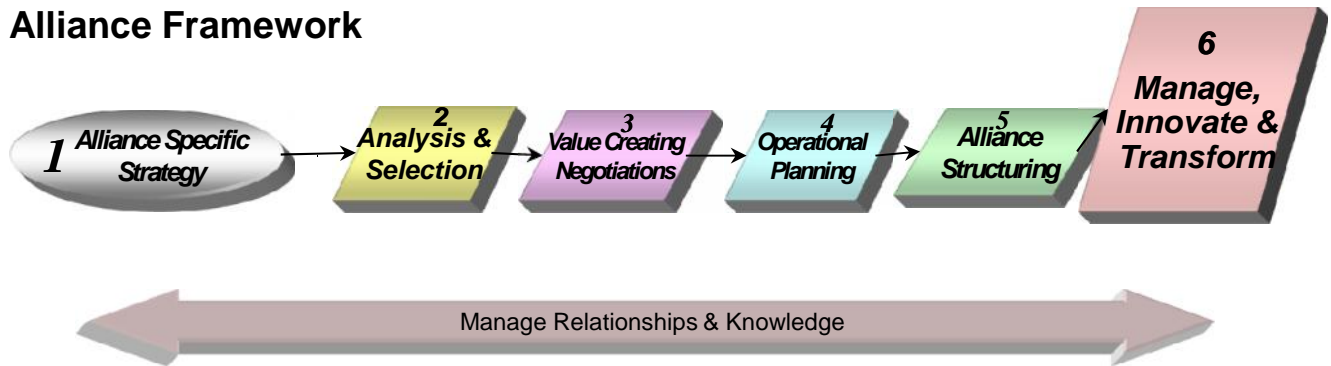 Alliance Framework
1
Alliance Specific
Strategy
2
Analysis &
Selection
3
Value Creating
Negotiations
4
Operational
Planning
5
Alliance
Structuring
6
Manage,
Innovate &
Transform
Manage Relationships & Knowledge